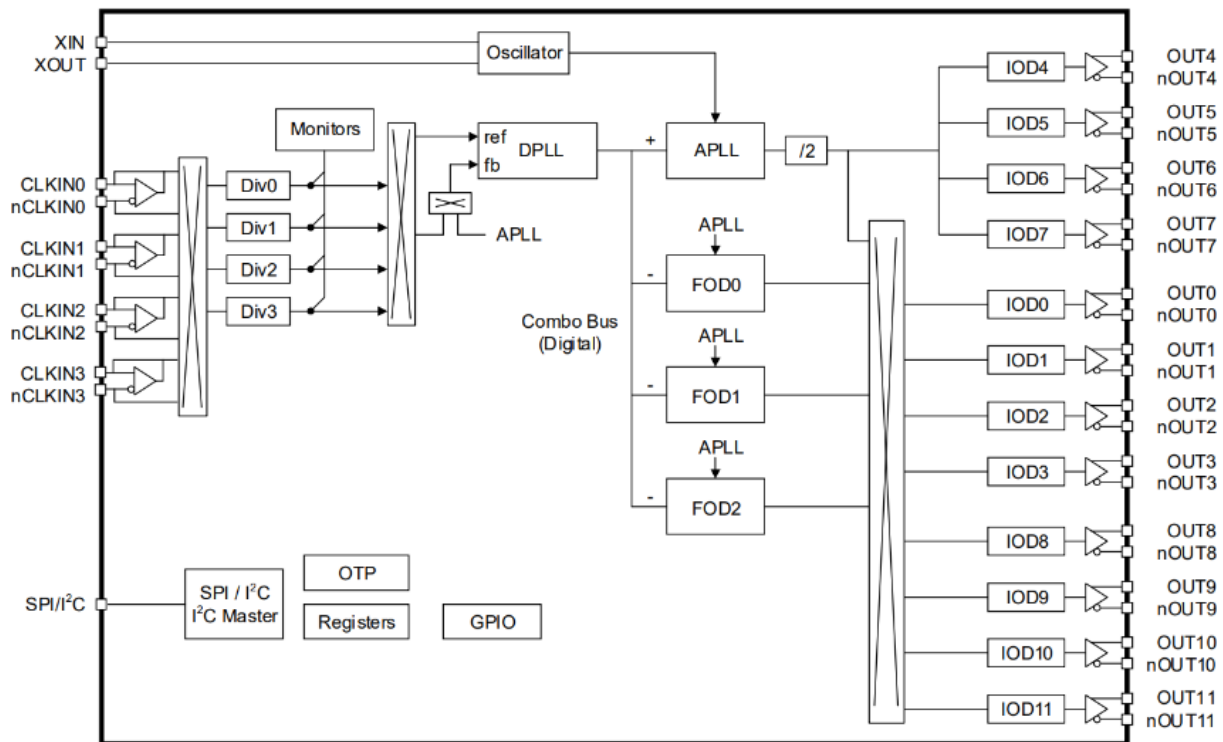 XIN
XOUT
Oscillator
Monitors
ref
fb
DPLL
+
APLL
/2
CLKIN0
nCLKIN0
CLKIN1
nCLKIN1
CLKIN2
nCLKIN2
CLKIN3
nCLKIN3
Div0
Div1
Div2
Div3
APLL
APLL
-
FOD0
Combo Bus
(Digital)
APLL
-
FOD1
APLL
-
FOD2
IOD4
OUT4
nOUT4
IOD5
OUT5
nOUT5
IOD6
OUT6
nOUT6
IOD7
OUT7
nOUT7
IOD0
OUT0
nOUT0
IOD1
OUT1
nOUT1
IOD2
OUT2
nOUT2
IOD3
OUT3
nOUT3
IOD8
OUT8
nOUT8
IOD9
OUT9
nOUT9
IOD10
OUT10
nOUT10
IOD11
OUT11
nOUT11
SPI/I²C
SPI / I²C
I²C Master
OTP
Registers
GPIO